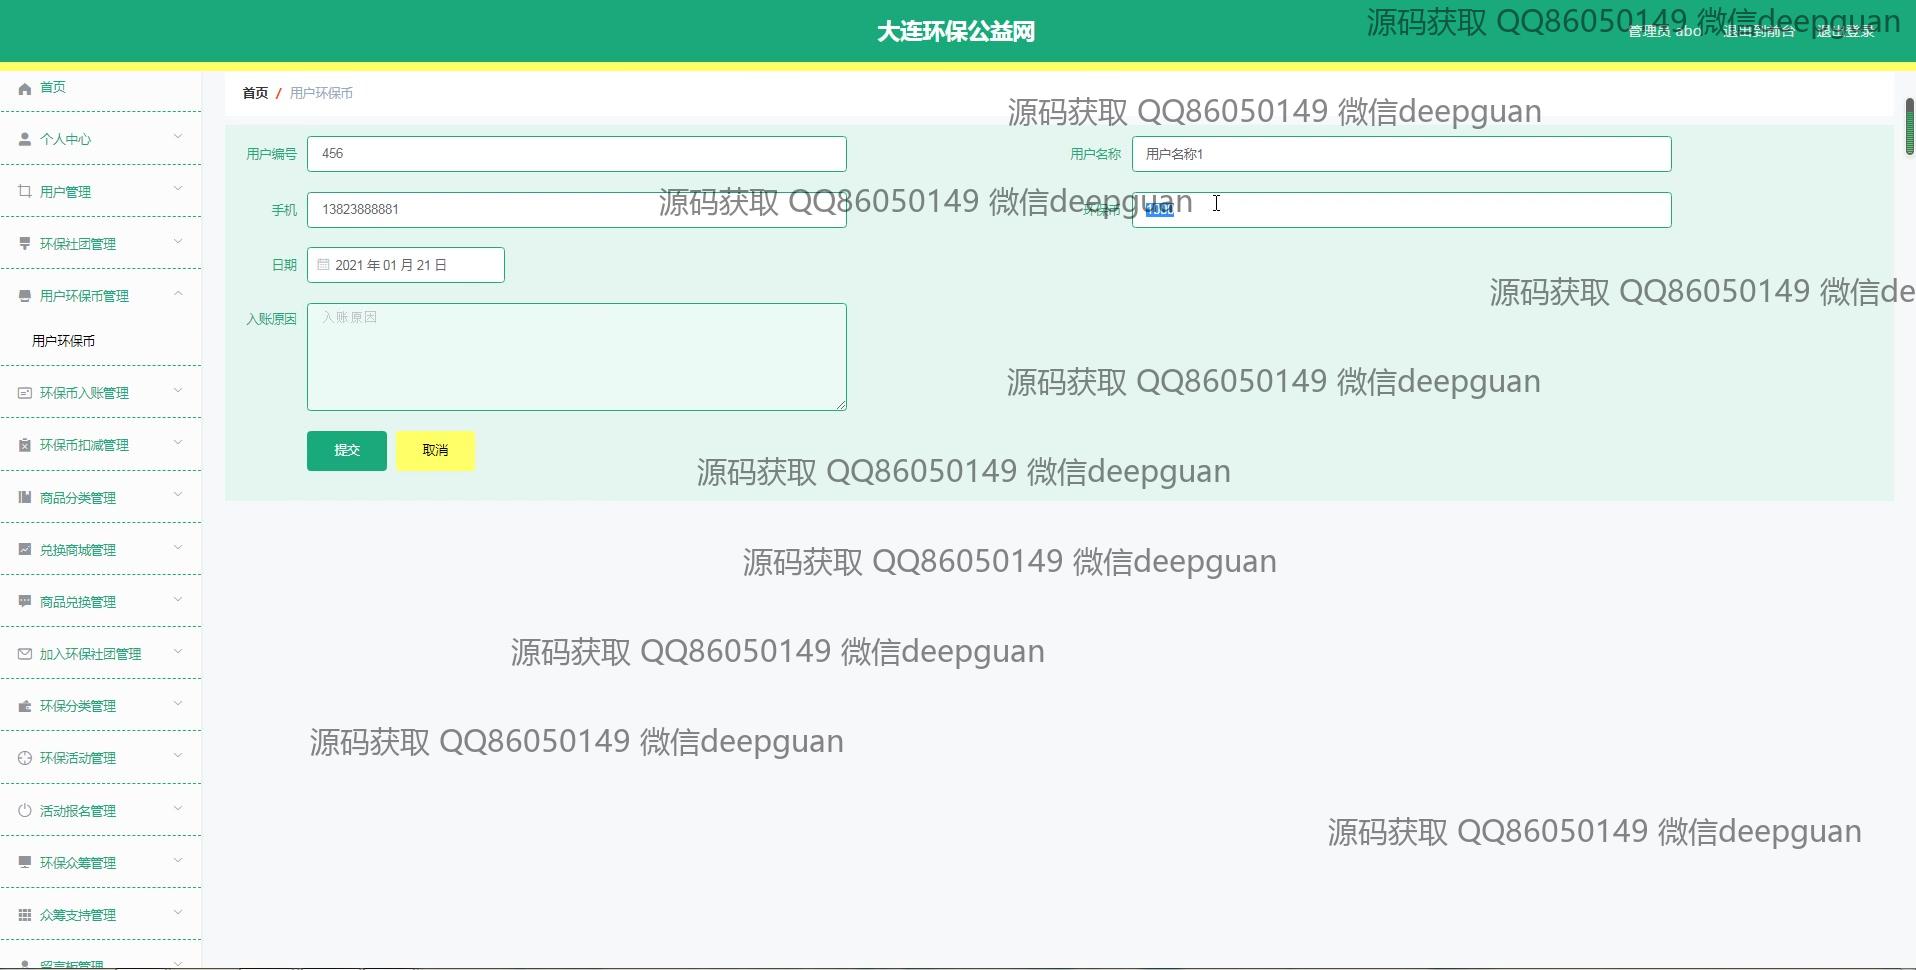 大连环保公益网
源码获取 QQ86050149 微信deepguan
管理员 abo 退出到前台 退出登录
首页
首页 / 用户环保币
源码获取 QQ86050149 微信deepguan
个人中心
用户编号 456
用户名称 用户名称1
用户管理
手机 13823888881
源码获取 QQ86050149 微信deepguan
环保币
环保社团管理
日期 2021 年 01 月 21 日
用户环保币管理
源码获取 QQ86050149 微信de
入账原因 入账原因
用户环保币
环保币入账管理
源码获取 QQ86050149 微信deepguan
环保币扣减管理
提交 取消
源码获取 QQ86050149 微信deepguan
商品分类管理
兑换商城管理
源码获取 QQ86050149 微信deepguan
商品兑换管理
加入环保社团管理
源码获取 QQ86050149 微信deepguan
环保分类管理
源码获取 QQ86050149 微信deepguan
环保活动管理
活动报名管理
源码获取 QQ86050149 微信deepguan
环保众筹管理
众筹支持管理
留言板管理